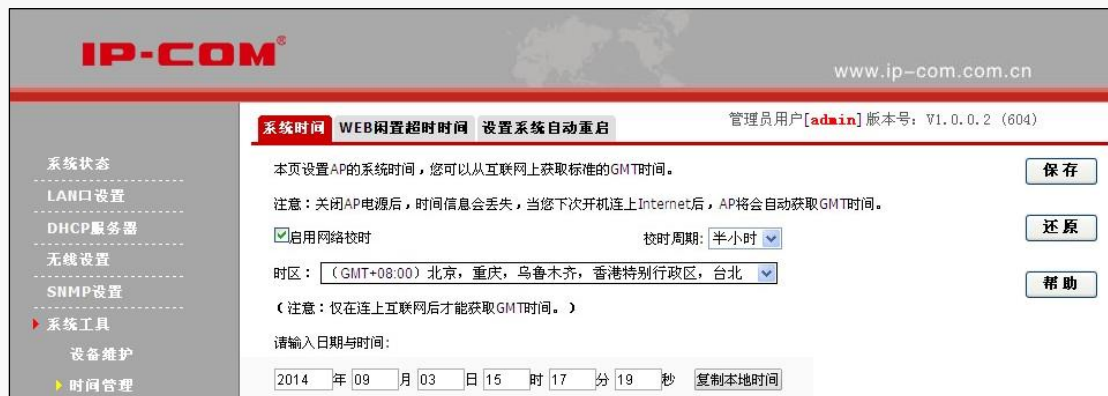 IP-COM®
www.ip-com.com.cn
系统时间 WEB闲置超时时间 设置系统自动重启
管理员用户[admin]版本号: V1.0.0.2 (604)
系统状态
LAN口设置
DHCP服务器
无线设置
SNMP设置
系统工具
设备维护
时间管理
本页设置AP的系统时间，您可以从互联网上获取标准的GMT时间。
注意：关闭AP电源后，时间信息会丢失，当您下次开机连上Internet后，AP将会自动获取GMT时间。
启用网络校时 校时周期: 半小时
时区： （GMT+08:00）北京，重庆，乌鲁木齐，香港特别行政区，台北
（注意：仅在连上互联网后才能获取GMT时间。）
请输入日期与时间:
2014 年 09 月 03 日 15 时 17 分 19 秒 复制本地时间
保存
还原
帮助